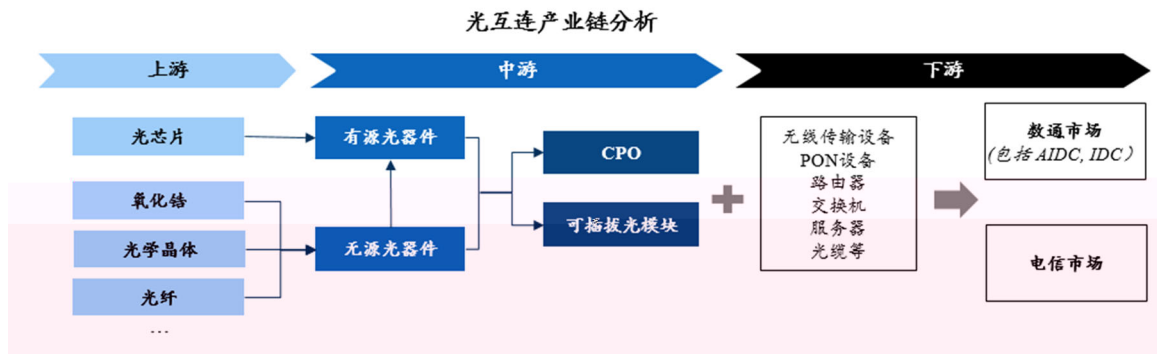 光互连产业链分析
上游
中游
下游
光芯片
氧化锆
光学晶体
光纤
…
有源光器件
无源光器件
CPO
可插拔光模块
无线传输设备
PON设备
路由器
交换机
服务器
光缆等
数通市场
(包括 AIDC, IDC）
电信市场